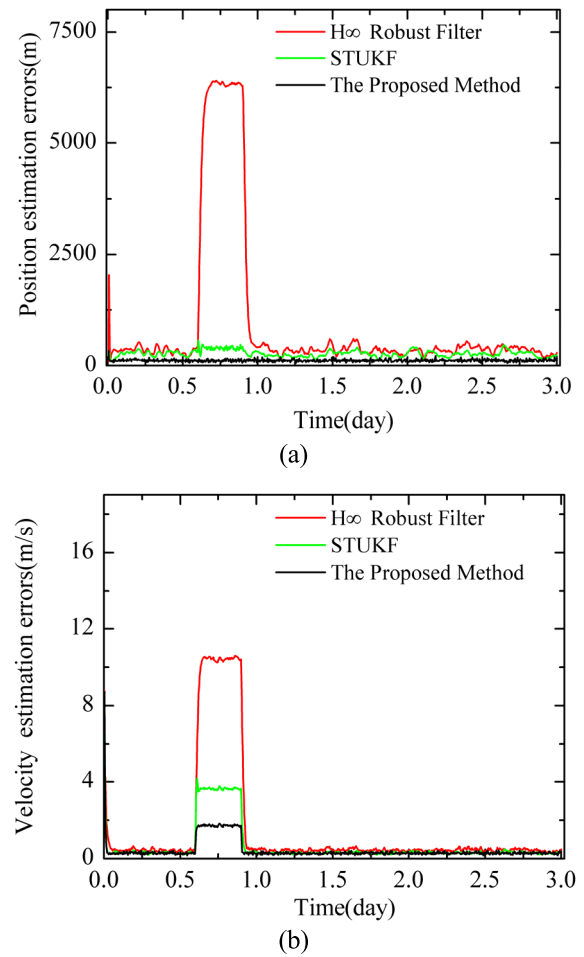 7500
5000
2500
0
Position estimation errors(m)
H∞ Robust Filter
STUKF
The Proposed Method
0.0 0.5 1.0 1.5 2.0 2.5 3.0
Time(day)
(a)
16
12
8
4
0
Velocity estimation errors(m/s)
H∞ Robust Filter
STUKF
The Proposed Method
0.0 0.5 1.0 1.5 2.0 2.5 3.0
Time(day)
(b)